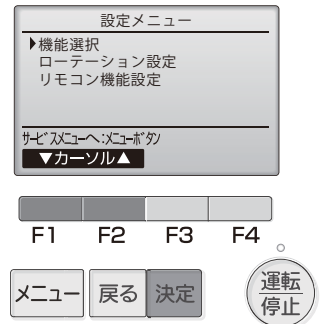 設定メニュー
▶機能選択
ローテーション設定
リモコン機能設定
ｻｰﾋﾞｽﾒﾆｭｰへ:ﾒﾆｭｰﾎﾞﾀﾝ
▼カーソル▲
F1 F2 F3 F4
メニュー 戻る 決定
運転
停止